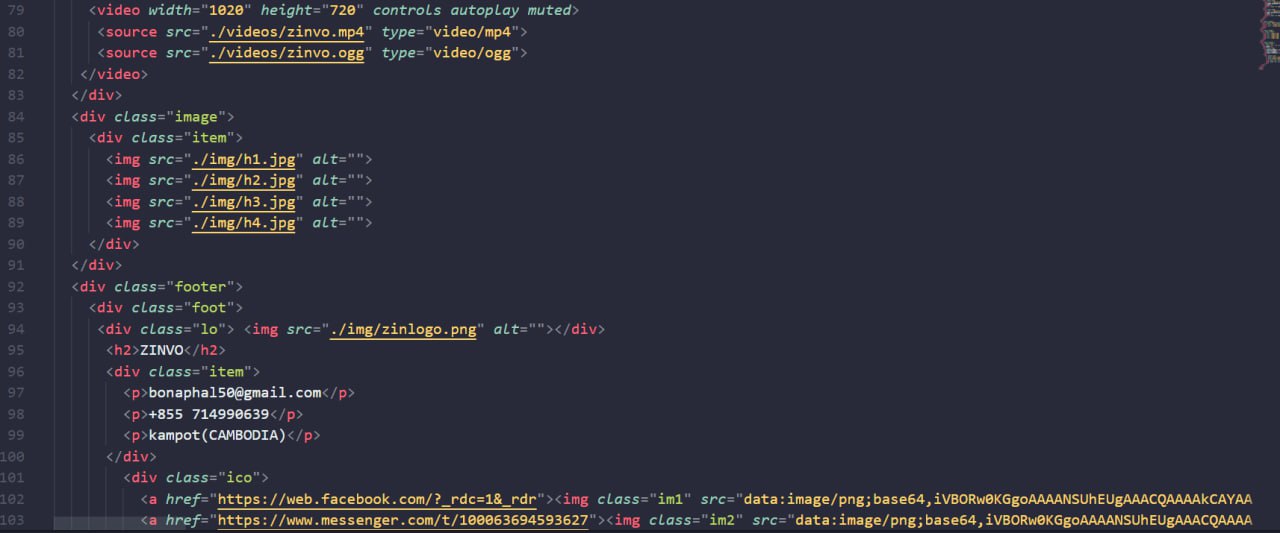 79 <video width="1020" height="720" controls autoplay muted>
80 <source src="./videos/zinvo.mp4" type="video/mp4">
81 <source src="./videos/zinvo.ogg" type="video/ogg">
82 </video>
83 </div>
84 <div class="image">
85 <div class="item">
86 <img src="./img/h1.jpg" alt="">
87 <img src="./img/h2.jpg" alt="">
88 <img src="./img/h3.jpg" alt="">
89 <img src="./img/h4.jpg" alt="">
90 </div>
91 </div>
92 <div class="footer">
93 <div class="foot">
94 <div class="lo"> <img src="./img/zinlogo.png" alt=""></div>
95 <h2>ZINVO</h2>
96 <div class="item">
97 <p>bonaphal50@gmail.com</p>
98 <p>+855 714990639</p>
99 <p>kampot(CAMBODIA)</p>
100 </div>
101 <div class="ico">
102 <a href="https://web.facebook.com/?_rdc=1&_rdr"><img class="im1" src="data:image/png;base64,iVBORw0KGgoAAAANSUhEUgAAACQAAAAkCAYAA
103 <a href="https://www.messenger.com/t/100063694593627"><img class="im2" src="data:image/png;base64,iVBORw0KGgoAAAANSUhEUgAAACQAAAA